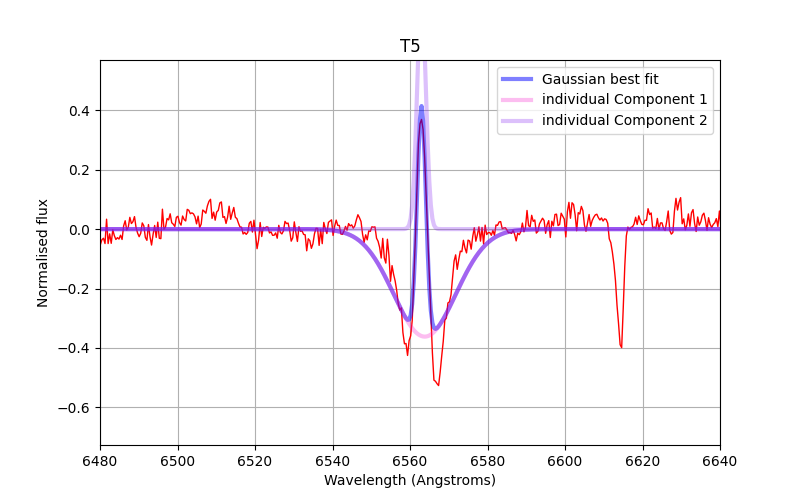 T5
Gaussian best fit
individual Component 1
individual Component 2
Normalised flux
0.4
0.2
0.0
−0.2
−0.4
−0.6
6480 6500 6520 6540 6560 6580 6600 6620 6640
Wavelength (Angstroms)